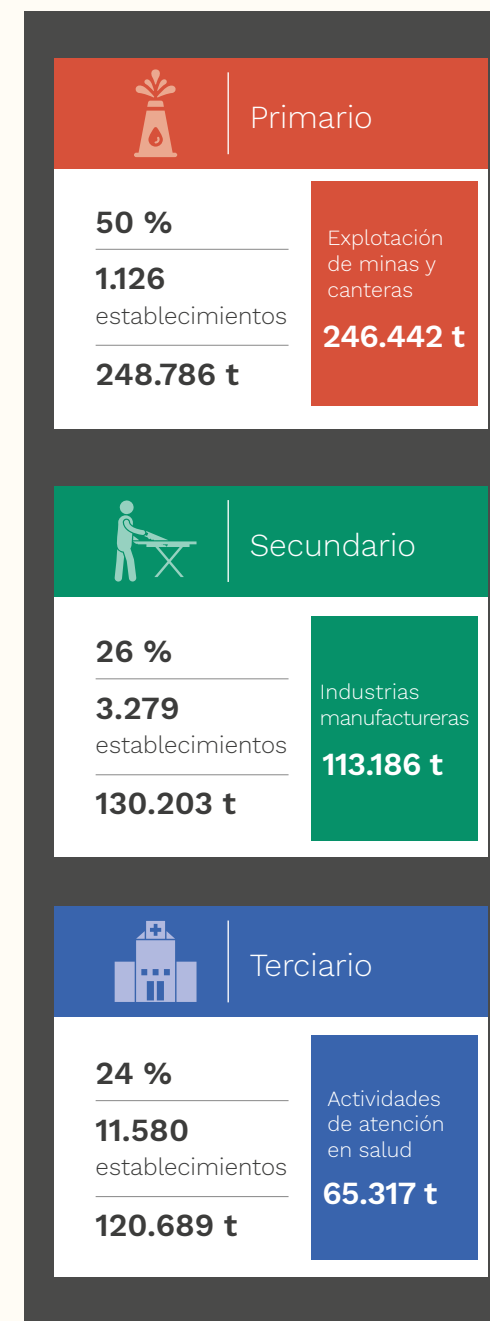 Primario
50 %
1.126
establecimientos
248.786 t
Explotación
de minas y
canteras
246.442 t
Secundario
26 %
3.279
establecimientos
130.203 t
Industrias
manufactureras
113.186 t
Terciario
24 %
11.580
establecimientos
120.689 t
Actividades
de atención
en salud
65.317 t